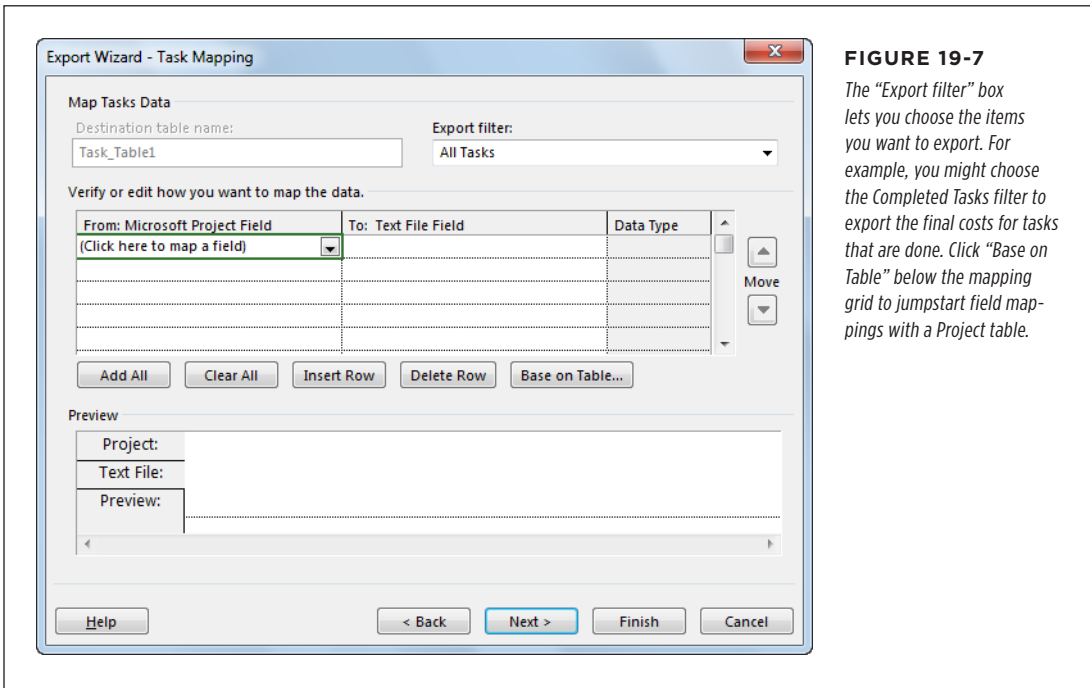 Export Wizard - Task Mapping
Map Tasks Data
Destination table name:
Export filter:
Task_Table1
All Tasks
Verify or edit how you want to map the data.
From: Microsoft Project Field
To: Text File Field
Data Type
(Click here to map a field)
Move
Add All
Clear All
Insert Row
Delete Row
Base on Table...
Preview
Project:
Text File:
Preview:
Help
< Back
Next >
Finish
Cancel
FIGURE 19-7
The “Export filter” box
lets you choose the items
you want to export. For
example, you might choose
the Completed Tasks filter to
export the final costs for tasks
that are done. Click “Base on
Table” below the mapping
grid to jumpstart field map-
pings with a Project table.